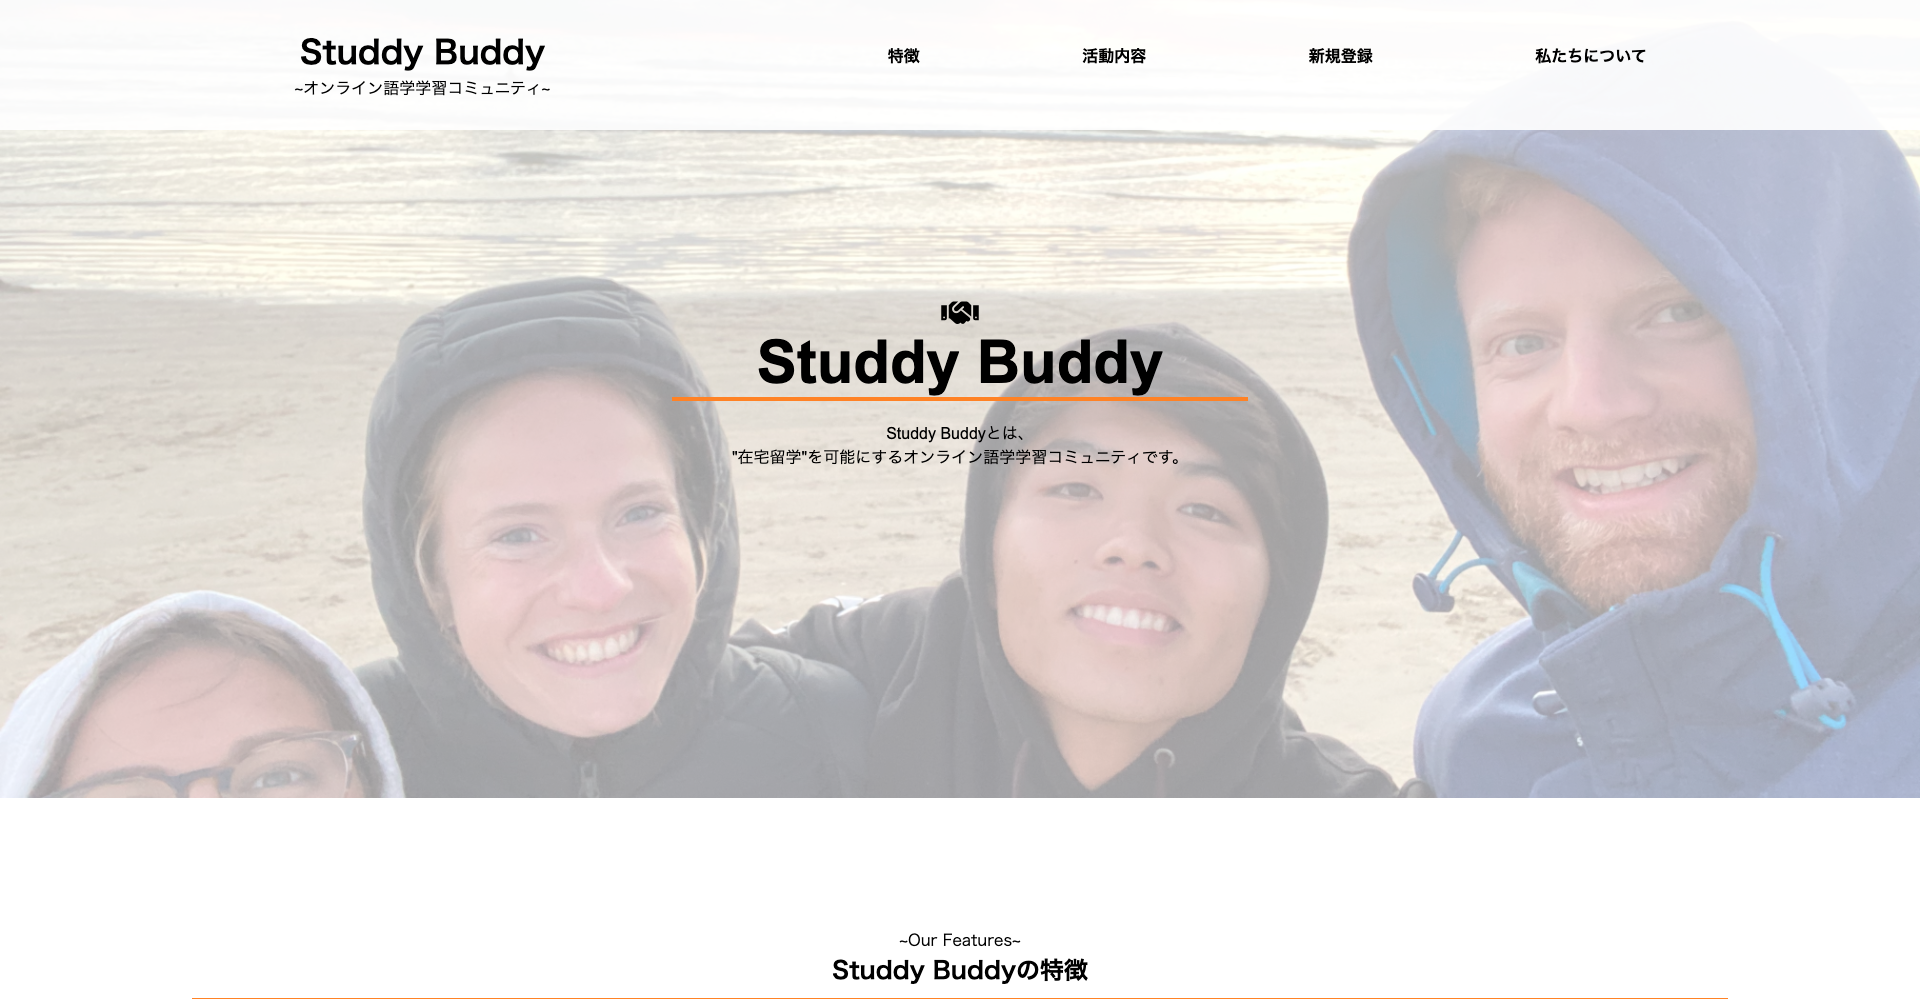 Studdy Buddy
~オンライン語学学習コミュニティ~
特徴
活動内容
新規登録
私たちについて
Studdy Buddy
Studdy Buddyとは、
"在宅留学"を可能にするオンライン語学学習コミュニティです。
~Our Features~
Studdy Buddyの特徴